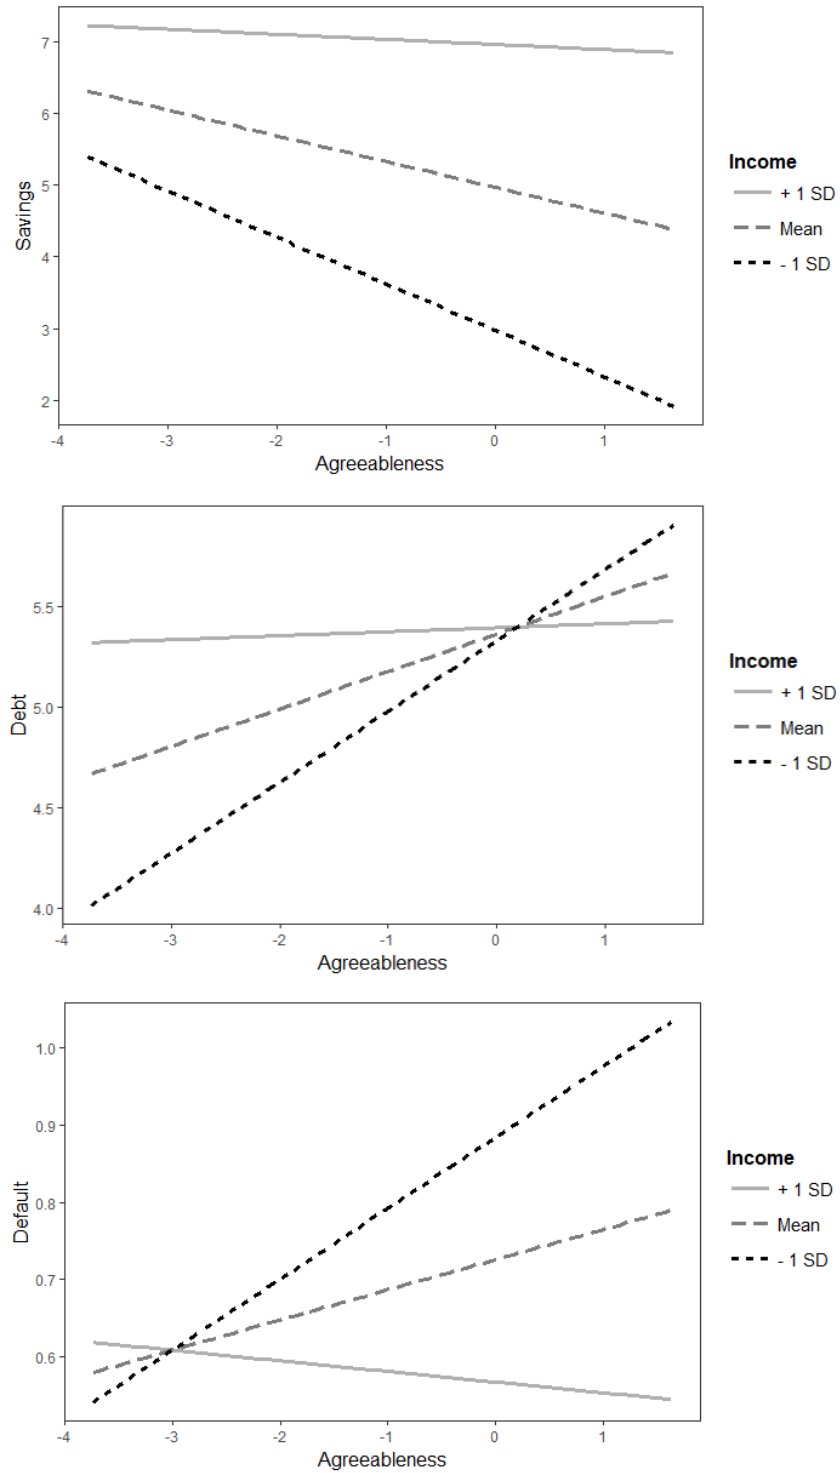 7
6
5
4
3
2
Savings
-4 -3 -2 -1 0 1
Agreeableness
Income
+ 1 SD
Mean
- 1 SD
5.5
5.0
4.5
4.0
Debt
-4 -3 -2 -1 0 1
Agreeableness
Income
+ 1 SD
Mean
- 1 SD
1.0
0.9
0.8
0.7
0.6
Default
-4 -3 -2 -1 0 1
Agreeableness
Income
+ 1 SD
Mean
- 1 SD